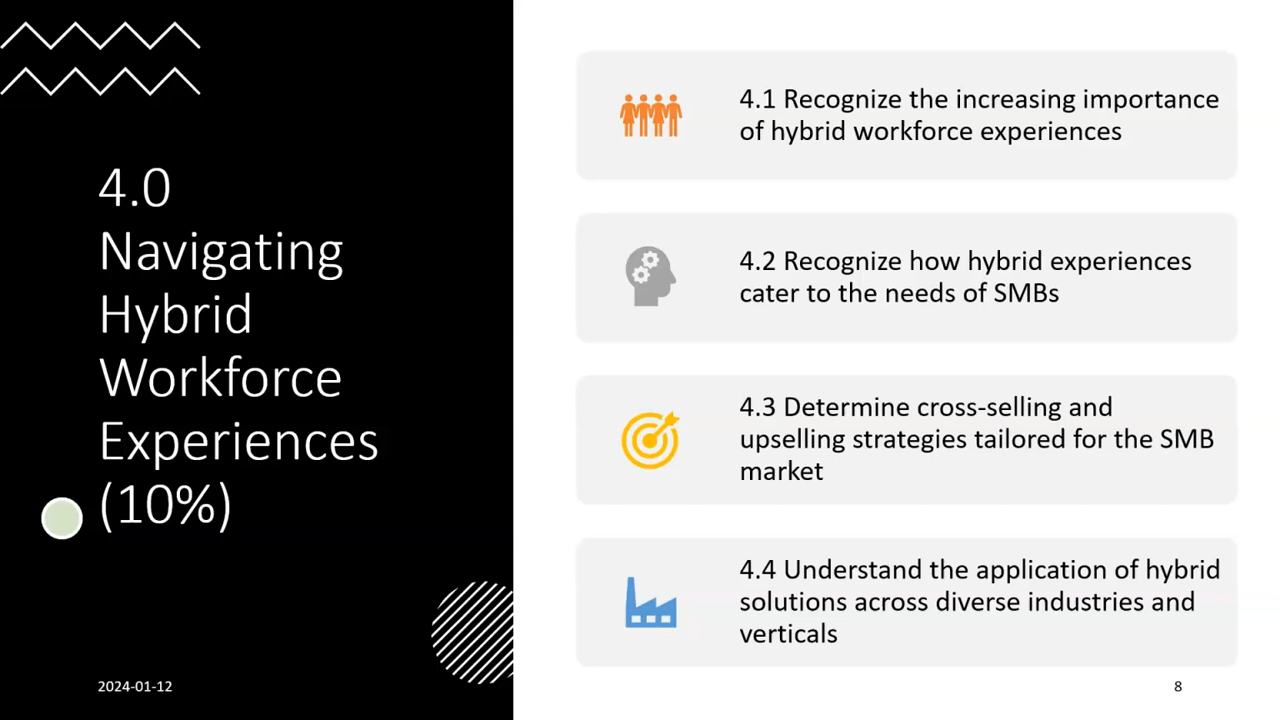 4.0
Navigating
Hybrid
Workforce
Experiences
(10%)
2024-01-12
4.1 Recognize the increasing importance
of hybrid workforce experiences
4.2 Recognize how hybrid experiences
cater to the needs of SMBs
4.3 Determine cross-selling and
upselling strategies tailored for the SMB
market
4.4 Understand the application of hybrid
solutions across diverse industries and
verticals
8